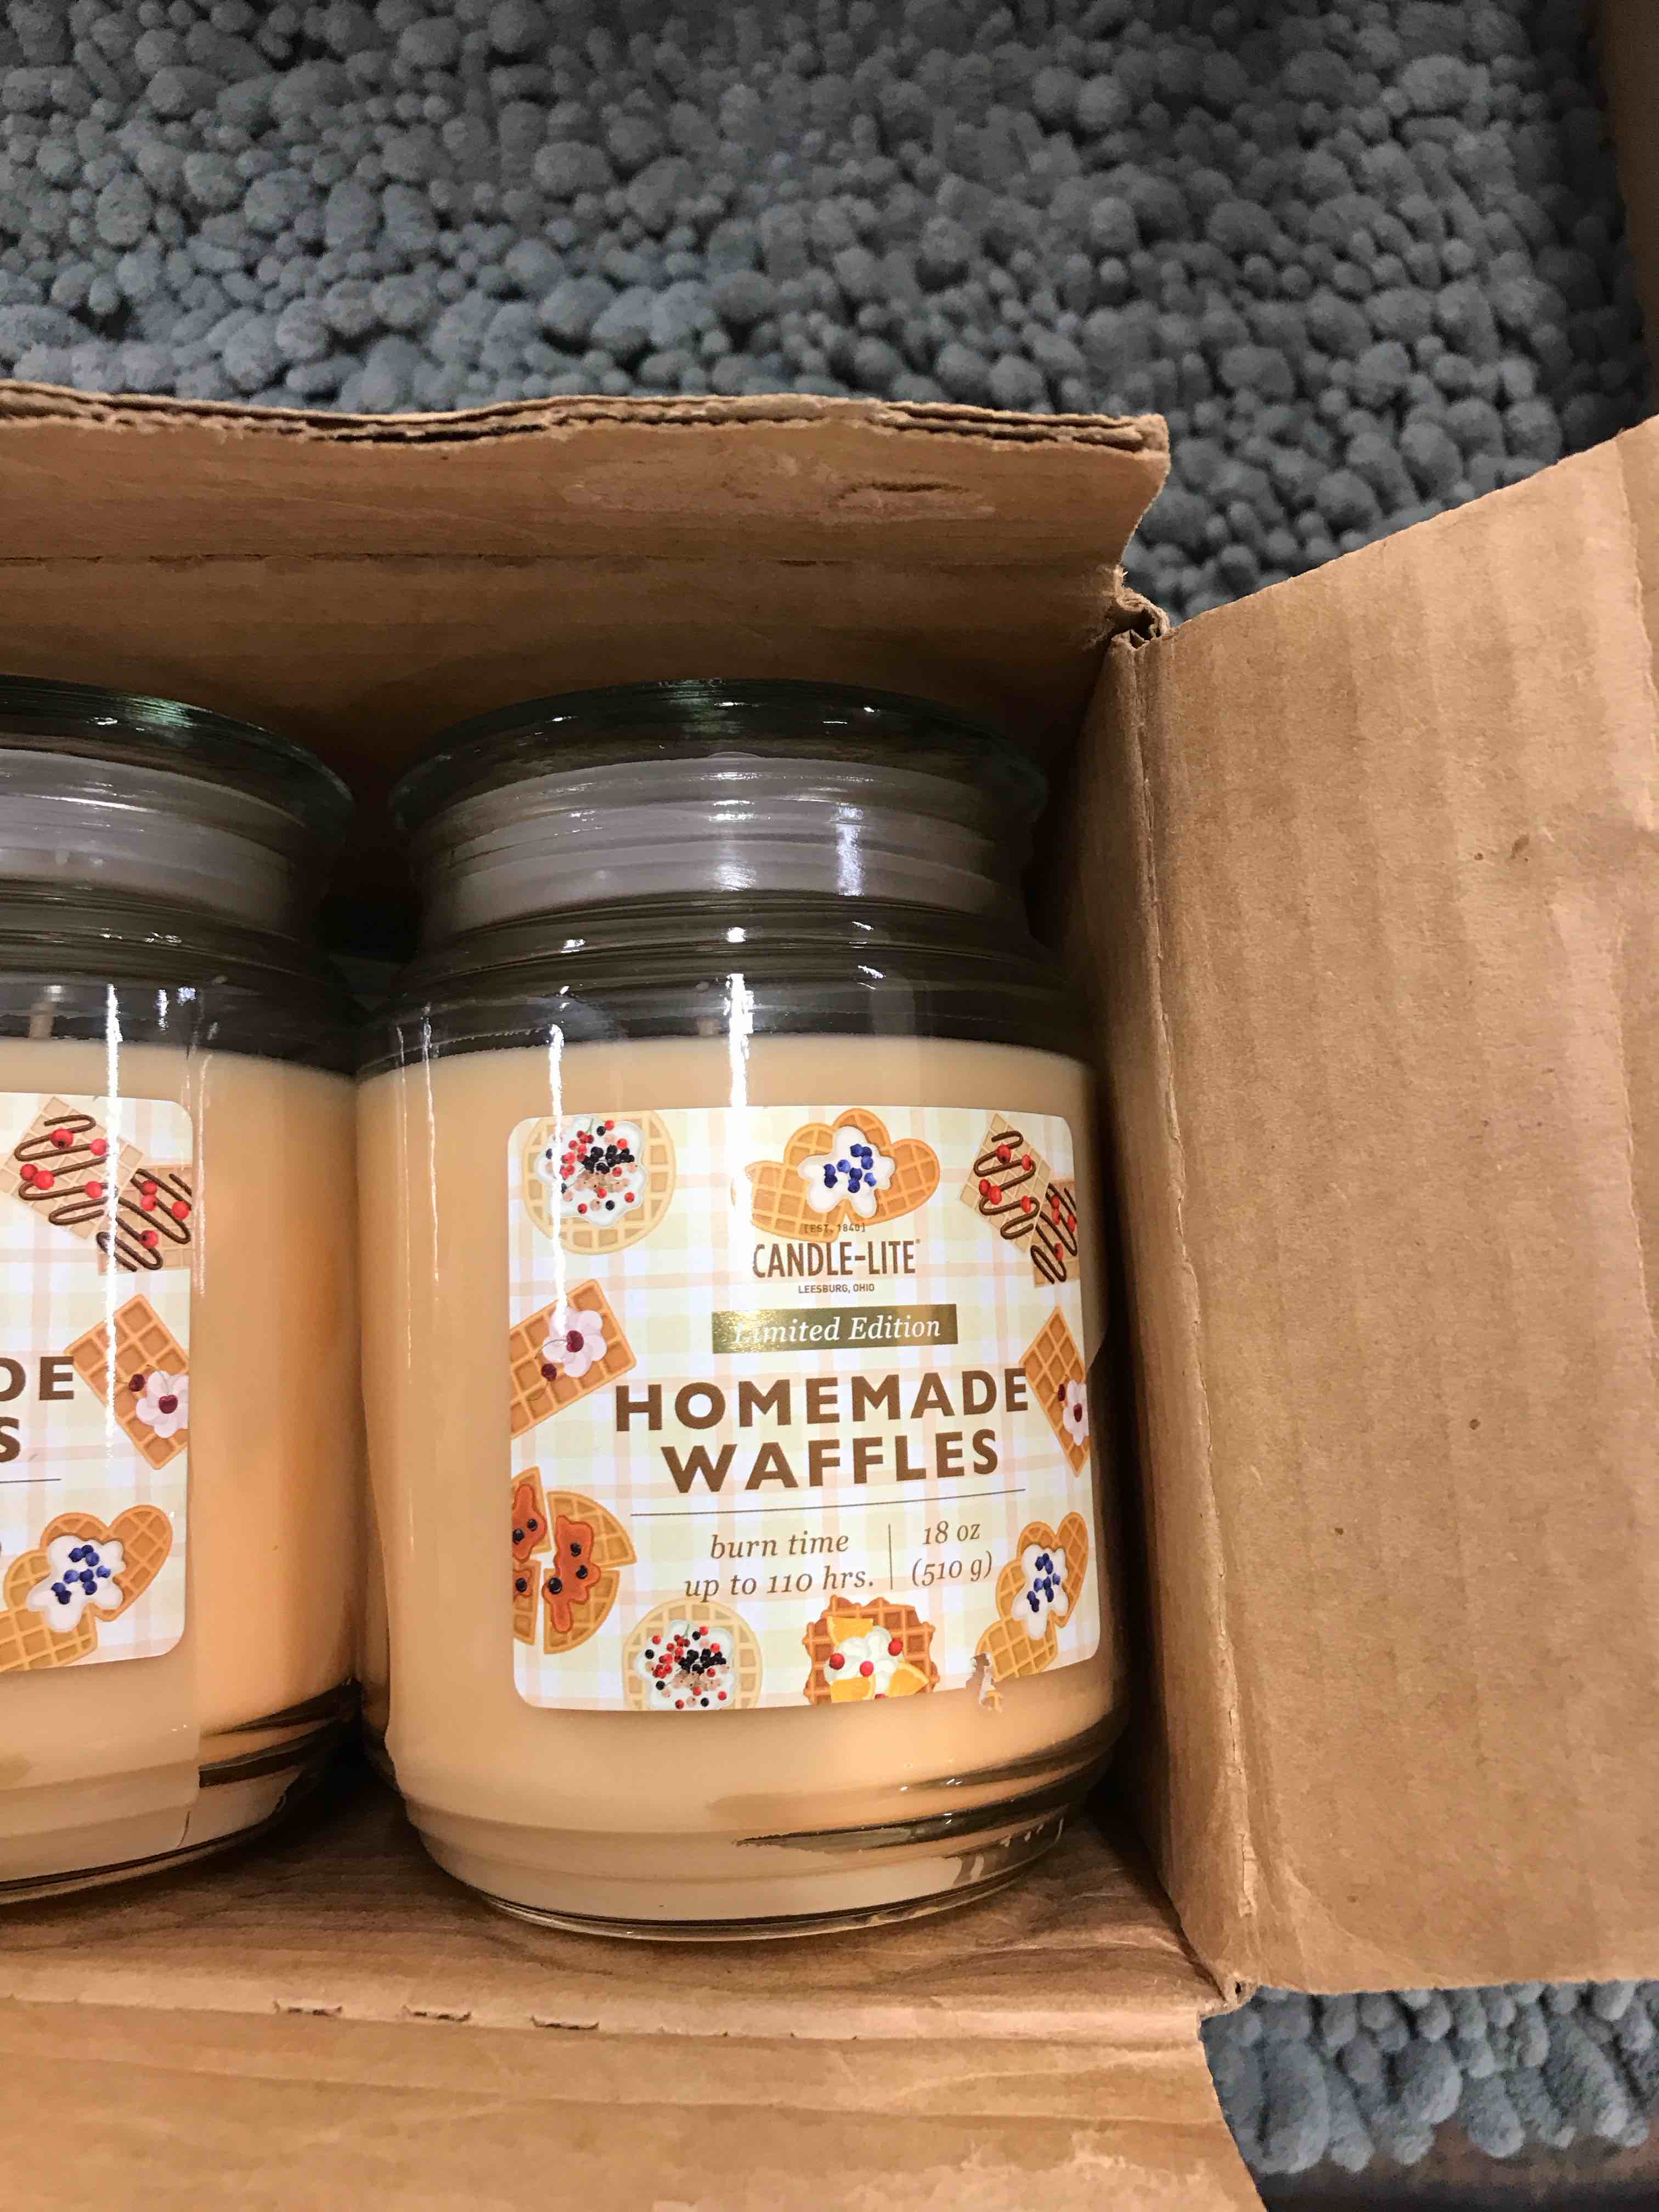 [EST. 1840]
CANDLE-LITE®
LEESBURG, OHIO
Limited Edition
HOMEMADE
WAFFLES
burn time
up to 110 hrs.
18 oz
(510 g)
DE
S